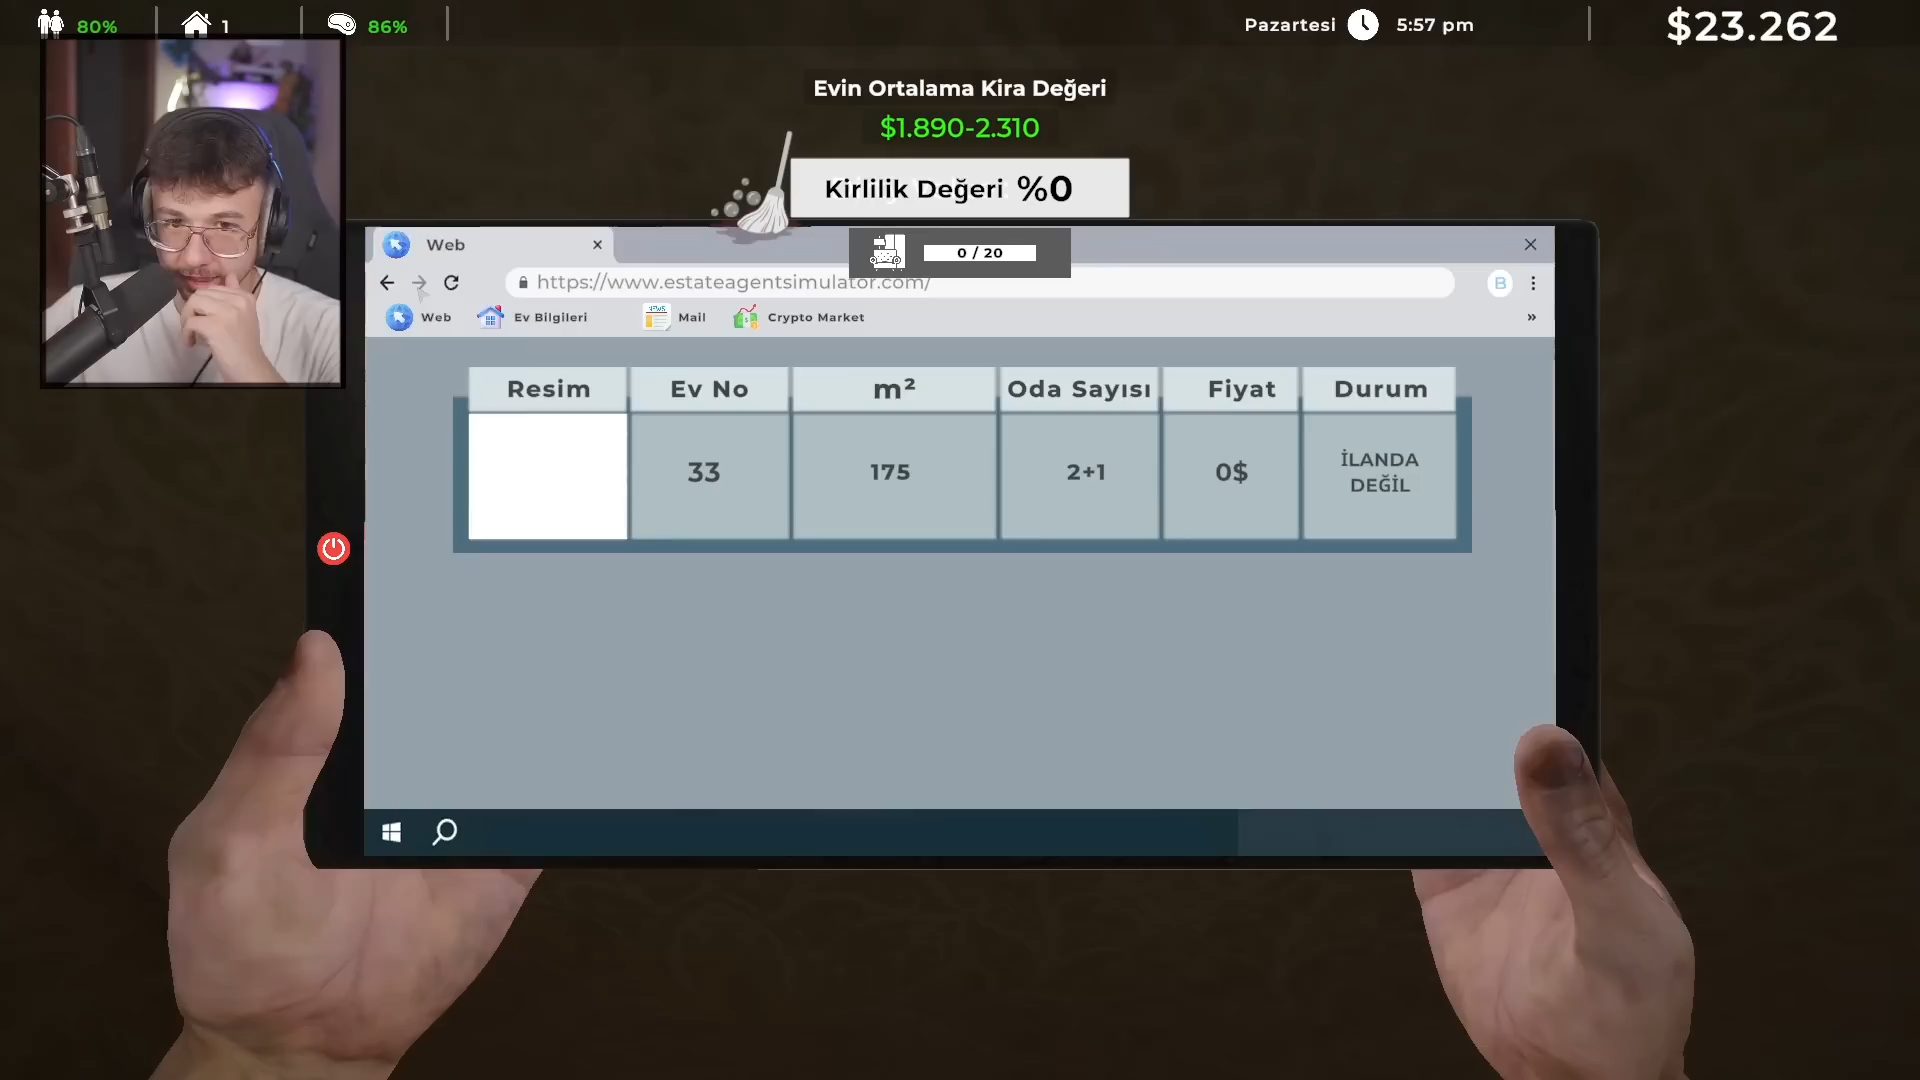 80%
1
86%
Pazartesi 5:57 pm
$23.262
Evin Ortalama Kira Değeri
$1.890-2.310
Kirlilik Değeri %0
0 / 20
Web
https://www.estateagentsimulator.com/
B
Web Ev Bilgileri Mail Crypto Market
Resim Ev No m² Oda Sayısı Fiyat Durum
33 175 2+1 0$ İLANDA DEĞİL